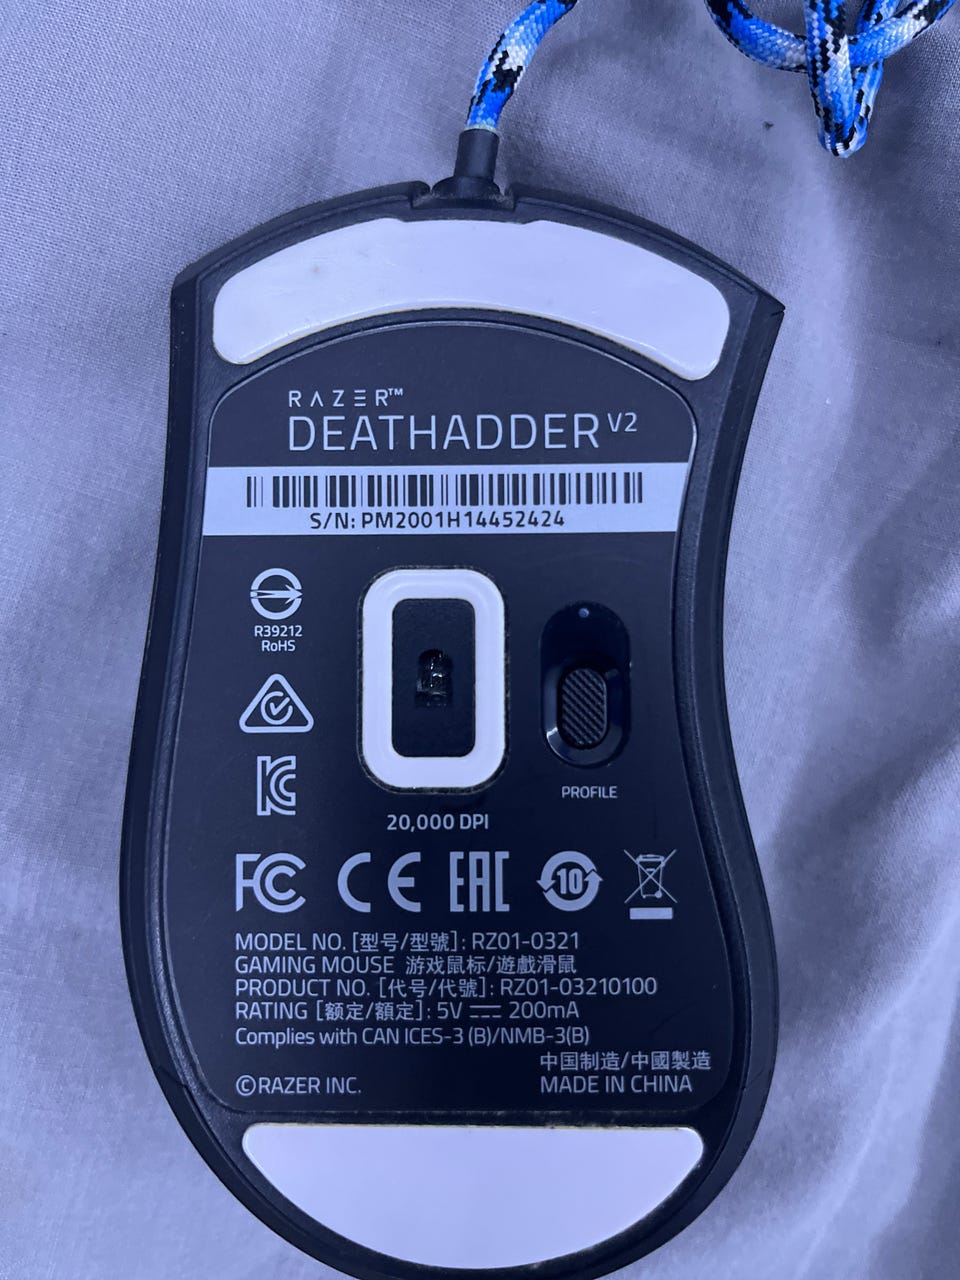 RAZER™
DEATHADDER V2
S/N: PM2001H14452424
R39212
RoHS
PROFILE
20,000 DPI
FC CE EAC 10
MODEL NO. [型号/型號]: RZ01-0321
GAMING MOUSE 游戏鼠标/遊戲滑鼠
PRODUCT NO. [代号/代號]: RZ01-03210100
RATING [额定/額定]: 5V ⎓ 200mA
Complies with CAN ICES-3 (B)/NMB-3(B)
中国制造/中國製造
©RAZER INC. MADE IN CHINA